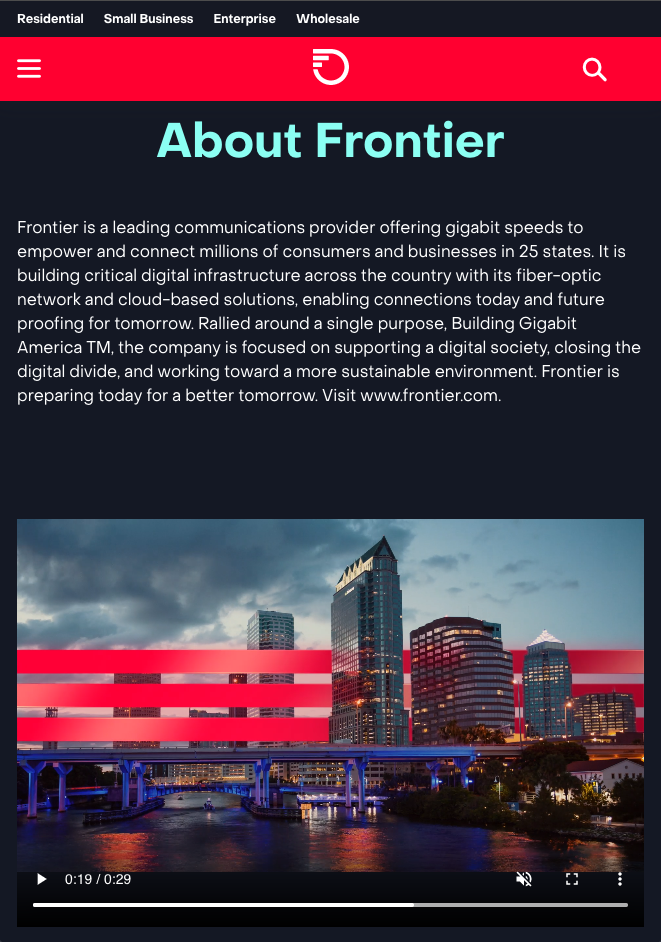 Residential Small Business Enterprise Wholesale
About Frontier
Frontier is a leading communications provider offering gigabit speeds to
empower and connect millions of consumers and businesses in 25 states. It is
building critical digital infrastructure across the country with its fiber-optic
network and cloud-based solutions, enabling connections today and future
proofing for tomorrow. Rallied around a single purpose, Building Gigabit
America TM, the company is focused on supporting a digital society, closing the
digital divide, and working toward a more sustainable environment. Frontier is
preparing today for a better tomorrow. Visit www.frontier.com.
0:19 / 0:29